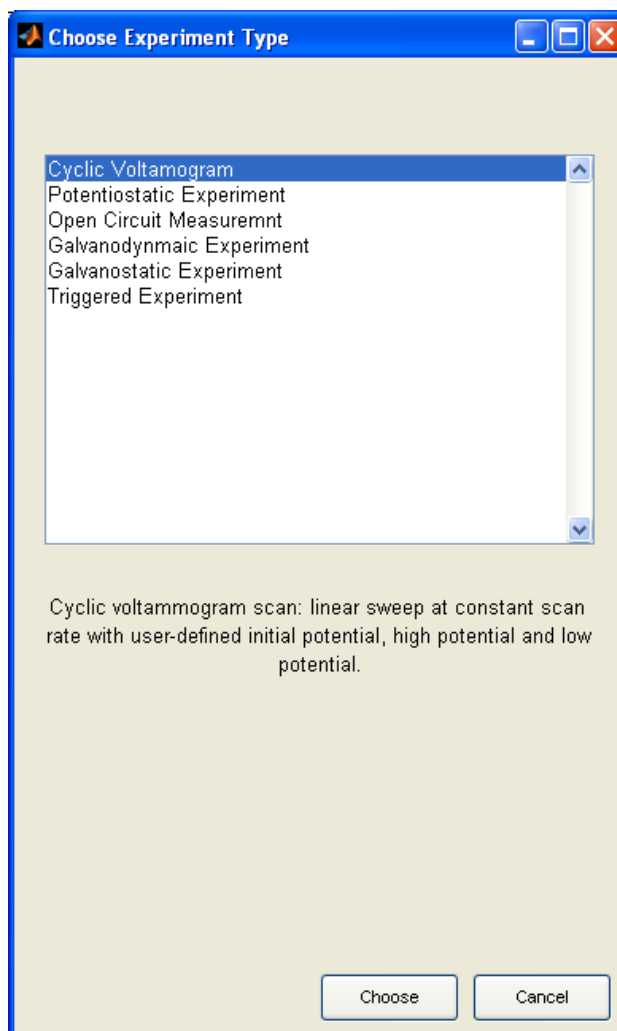 Choose Experiment Type
Cyclic Voltamogram
Potentiostatic Experiment
Open Circuit Measuremnt
Galvanodynmaic Experiment
Galvanostatic Experiment
Triggered Experiment
Cyclic voltammogram scan: linear sweep at constant scan
rate with user-defined initial potential, high potential and low
potential.
Choose Cancel